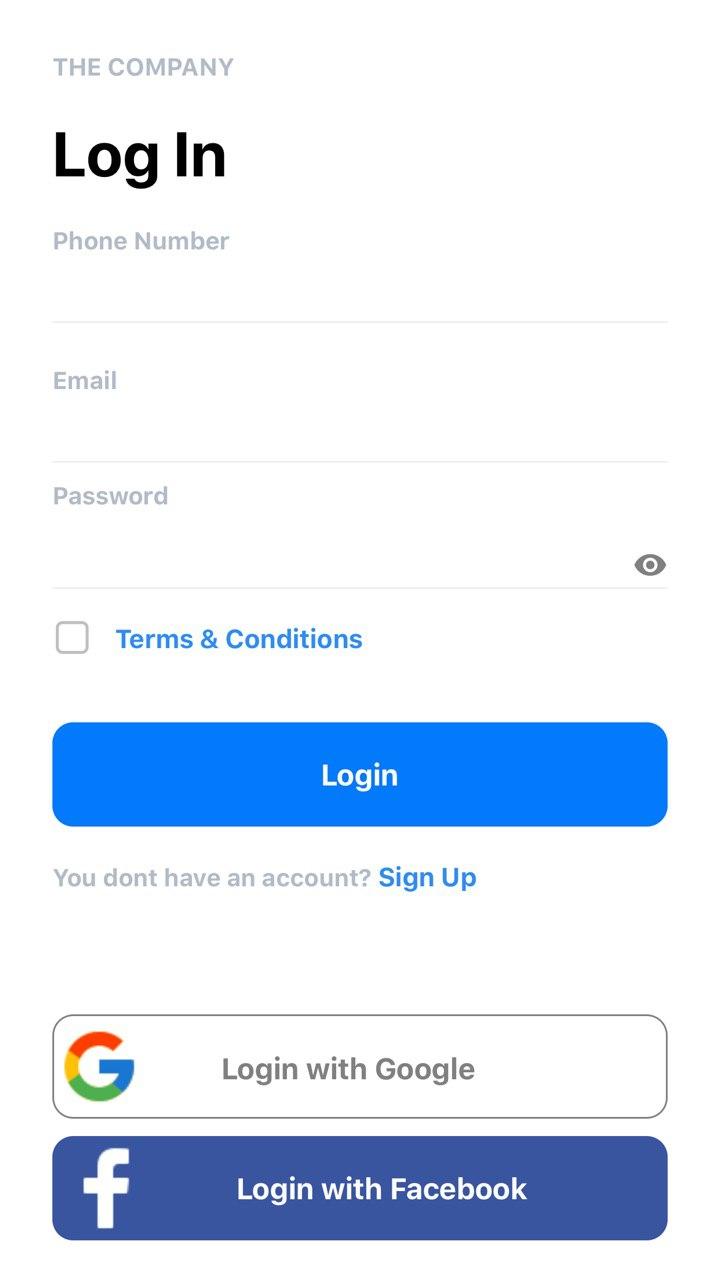 THE COMPANY
Log In
Phone Number
Email
Password
Terms & Conditions
Login
You dont have an account? Sign Up
Login with Google
Login with Facebook